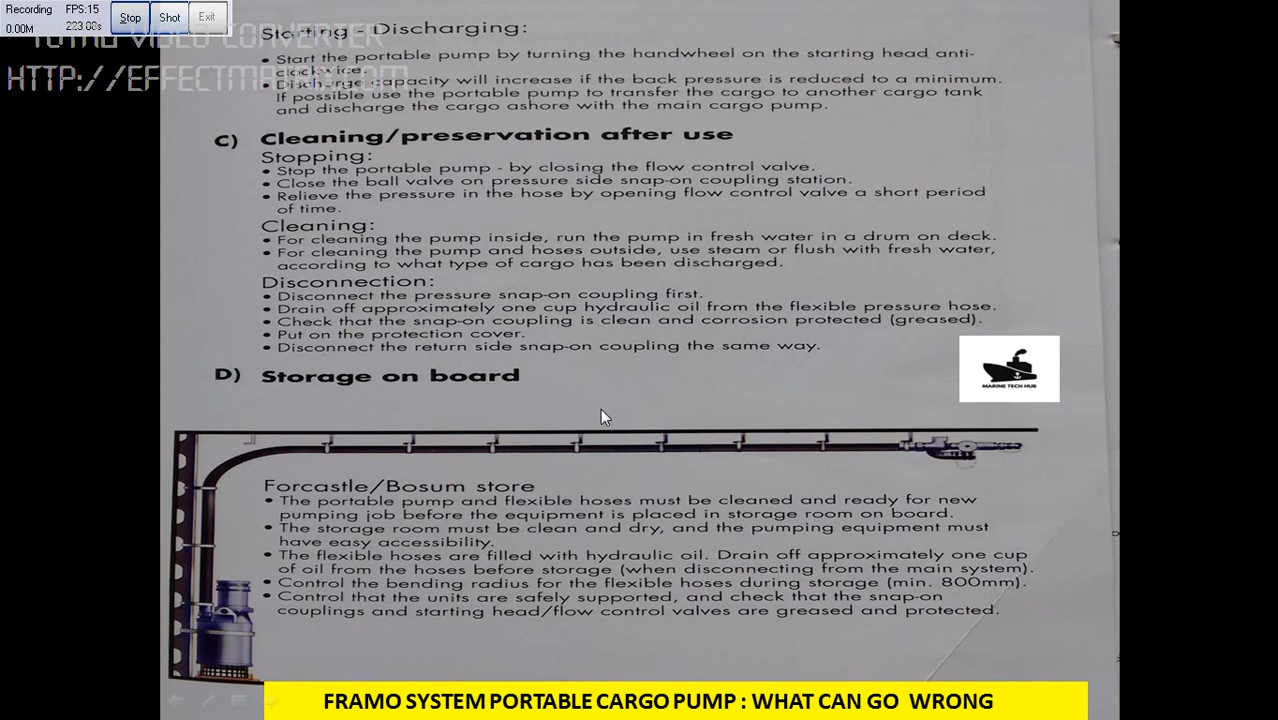 Recording
FPS:15
0.00M
223.08s
Stop
Shot
Exit
TOTAL VIDEO CONVERTER
HTTP://EFFECTMATRIX.COM
Starting - Discharging:
• Start the portable pump by turning the handwheel on the starting head anti-
clockwice.
• Discharge capacity will increase if the back pressure is reduced to a minimum.
If possible use the portable pump to transfer the cargo to another cargo tank
and discharge the cargo ashore with the main cargo pump.
C) Cleaning/preservation after use
Stopping:
• Stop the portable pump - by closing the flow control valve.
• Close the ball valve on pressure side snap-on coupling station.
• Relieve the pressure in the hose by opening flow control valve a short period
of time.
Cleaning:
• For cleaning the pump inside, run the pump in fresh water in a drum on deck.
• For cleaning the pump and hoses outside, use steam or flush with fresh water,
according to what type of cargo has been discharged.
Disconnection:
• Disconnect the pressure snap-on coupling first.
• Drain off approximately one cup hydraulic oil from the flexible pressure hose.
• Check that the snap-on coupling is clean and corrosion protected (greased).
• Put on the protection cover.
• Disconnect the return side snap-on coupling the same way.
MARINE TECH HUB
D) Storage on board
Forcastle/Bosum store
• The portable pump and flexible hoses must be cleaned and ready for new
pumping job before the equipment is placed in storage room on board.
• The storage room must be clean and dry, and the pumping equipment must
have easy accessibility.
• The flexible hoses are filled with hydraulic oil. Drain off approximately one cup
of oil from the hoses before storage (when disconnecting from the main system).
• Control the bending radius for the flexible hoses during storage (min. 800mm).
• Control that the units are safely supported, and check that the snap-on
couplings and starting head/flow control valves are greased and protected.
FRAMO SYSTEM PORTABLE CARGO PUMP : WHAT CAN GO WRONG